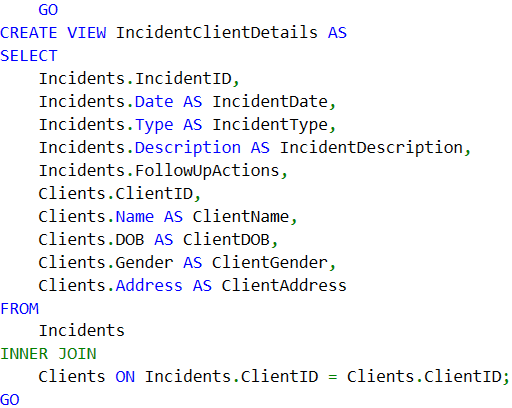 GO
CREATE VIEW IncidentClientDetails AS
SELECT
    Incidents.IncidentID,
    Incidents.Date AS IncidentDate,
    Incidents.Type AS IncidentType,
    Incidents.Description AS IncidentDescription,
    Incidents.FollowUpActions,
    Clients.ClientID,
    Clients.Name AS ClientName,
    Clients.DOB AS ClientDOB,
    Clients.Gender AS ClientGender,
    Clients.Address AS ClientAddress
FROM
    Incidents
INNER JOIN
    Clients ON Incidents.ClientID = Clients.ClientID;
GO